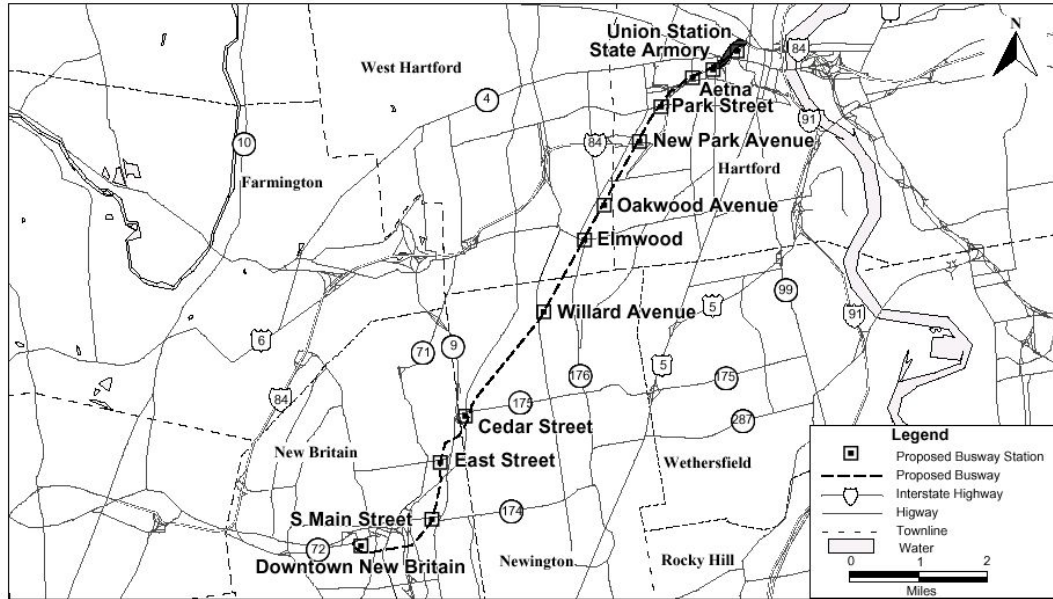 Union Station
N
State Armory
84
West Hartford
Aetna
4
Park Street
91
10
84
New Park Avenue
Farmington
Hartford
Oakwood Avenue
Elmwood
99
Willard Avenue
5
91
6
71
9
176
5
175
84
175
Cedar Street
287
New Britain
East Street
Wethersfield
S Main Street
174
72
Downtown New Britain
Newington
Rocky Hill
Legend
Proposed Busway Station
Proposed Busway
Interstate Highway
Higway
Townline
Water
0 1 2
Miles